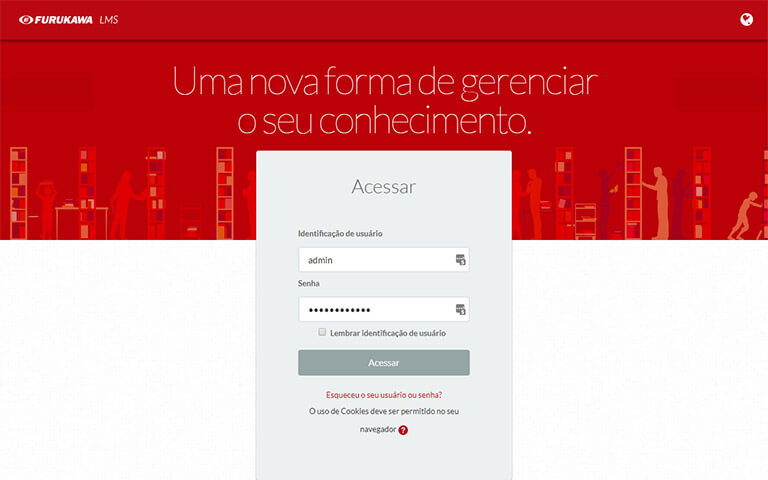 FURUKAWA LMS
Uma nova forma de gerenciar
o seu conhecimento.
Acessar
Identificação de usuário
admin
Senha
••••••••••••
Lembrar identificação de usuário
Acessar
Esqueceu o seu usuário ou senha?
O uso de Cookies deve ser permitido no seu
navegador ?